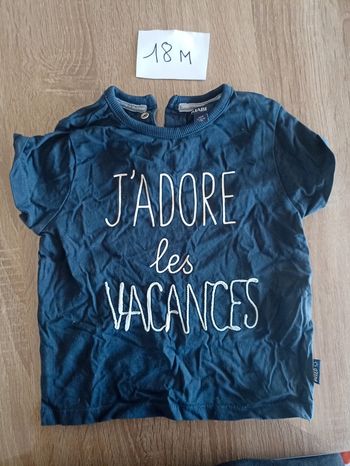 18 M
J'ADORE
les
VACANCES